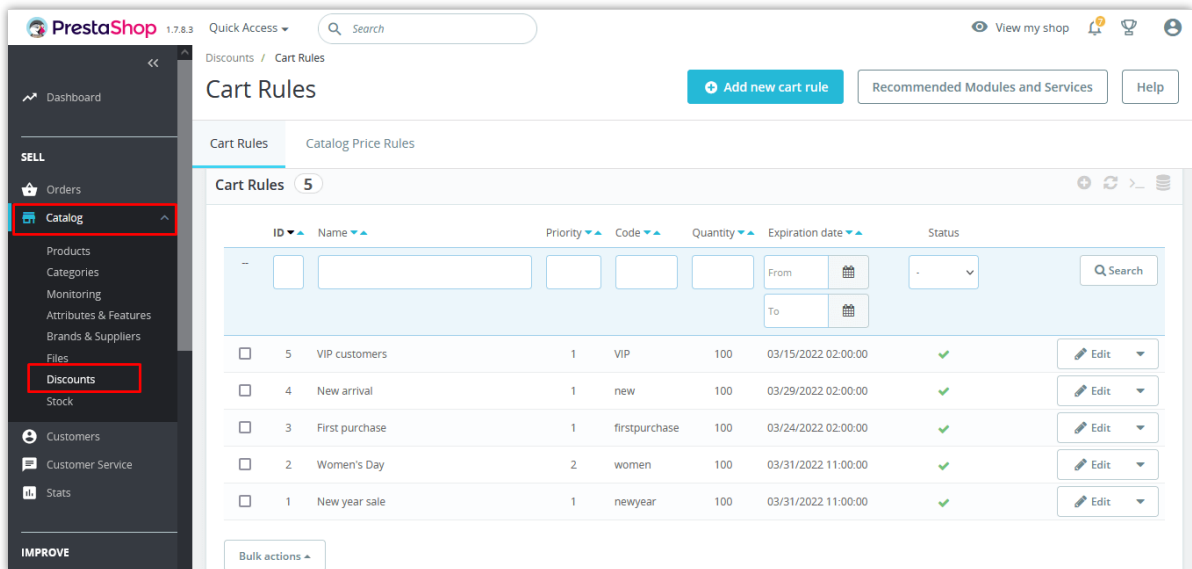 PrestaShop 1.7.8.3 Quick Access Search View my shop
Discounts / Cart Rules
Cart Rules
Add new cart rule Recommended Modules and Services Help
Cart Rules Catalog Price Rules
Dashboard
SELL
Orders
Catalog
Products
Categories
Monitoring
Attributes & Features
Brands & Suppliers
Files
Discounts
Stock
Customers
Customer Service
Stats
IMPROVE
Cart Rules 5
ID Name Priority Code Quantity Expiration date Status
-- From - Search
To
5 VIP customers 1 VIP 100 03/15/2022 02:00:00 Edit
4 New arrival 1 new 100 03/29/2022 02:00:00 Edit
3 First purchase 1 firstpurchase 100 03/24/2022 02:00:00 Edit
2 Women's Day 2 women 100 03/31/2022 11:00:00 Edit
1 New year sale 1 newyear 100 03/31/2022 11:00:00 Edit
Bulk actions